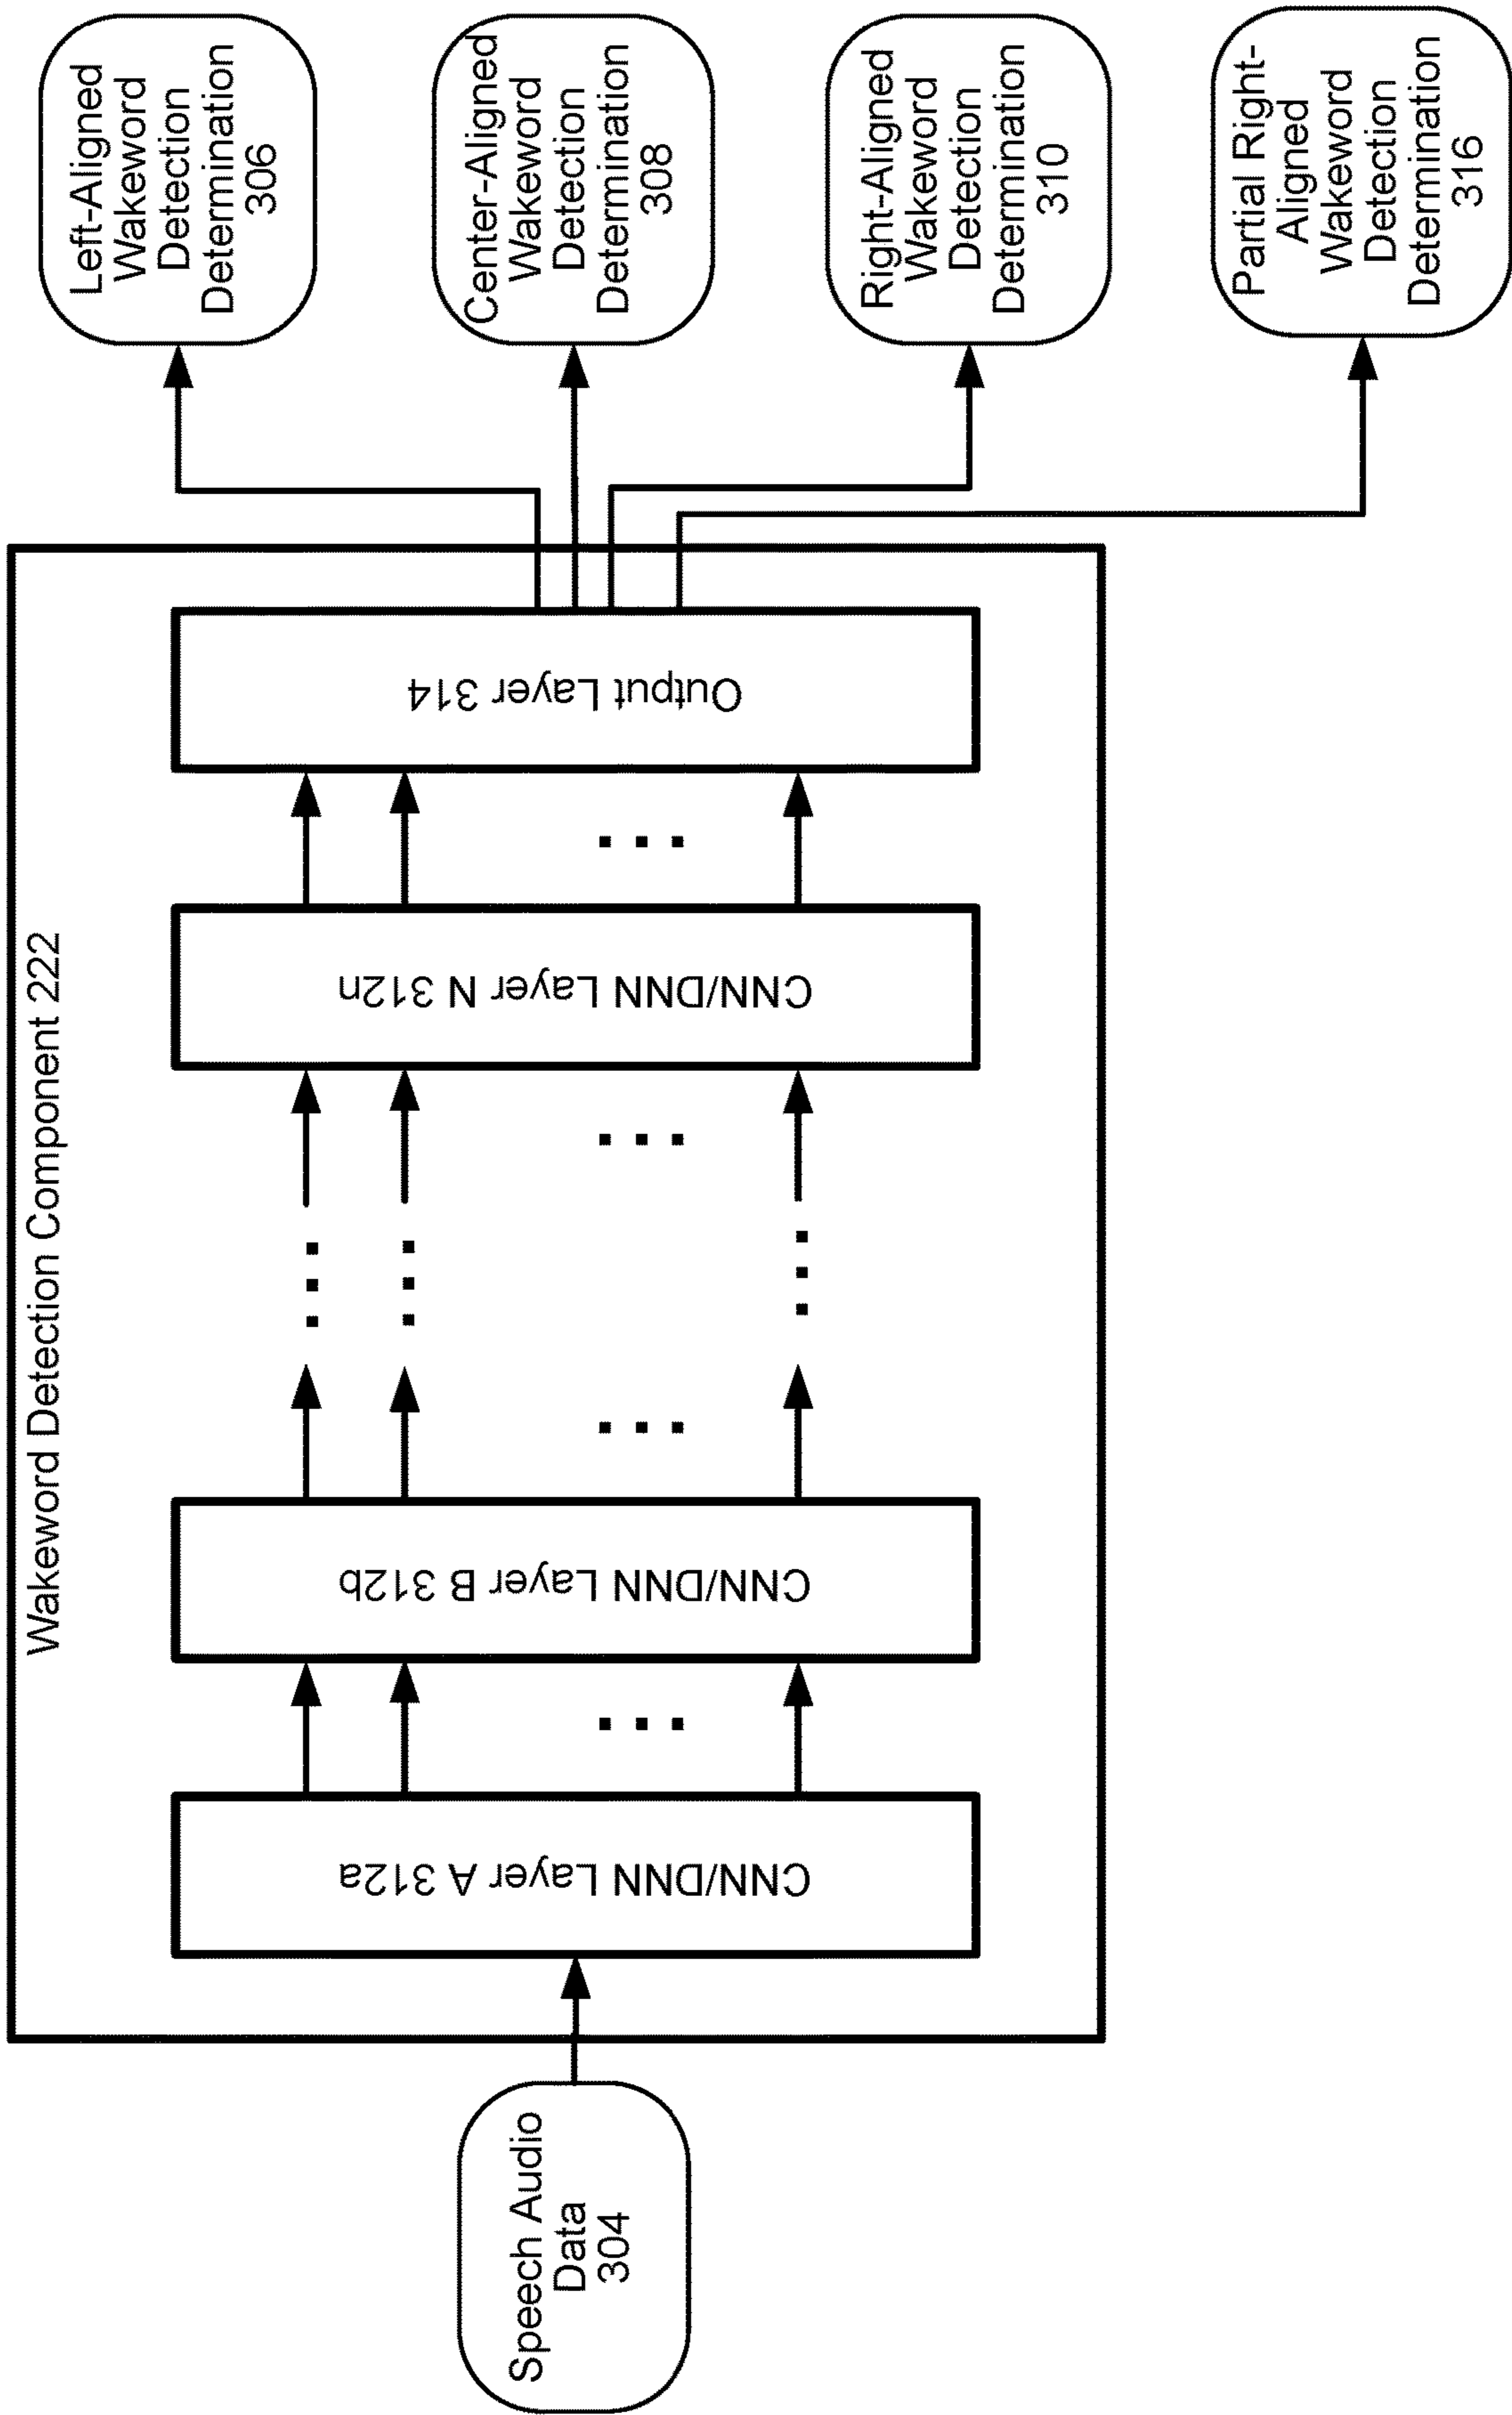 Wakeword Detection Component 222
Speech Audio
Data
304
CNN/DNN Layer A 312a
CNN/DNN Layer B 312b
CNN/DNN Layer N 312n
Output Layer 314
Left-Aligned
Wakeword
Detection
Determination
306
Center-Aligned
Wakeword
Detection
Determination
308
Right-Aligned
Wakeword
Detection
Determination
310
Partial Right-
Aligned
Wakeword
Detection
Determination
316